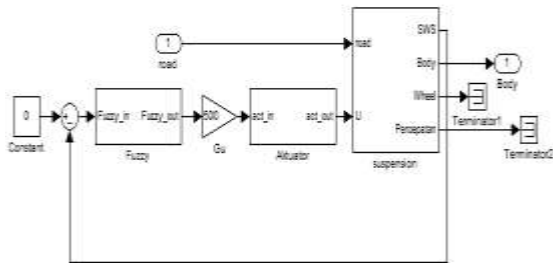 1
road
0
Constant
Fuzzy_in
Fuzzy_out
Fuzzy
500
Gu
act_in
act_out
Aktuator
road
U
SWS
Body
Wheel
Percepatan
suspension
1
Body
Terminator1
Terminator2